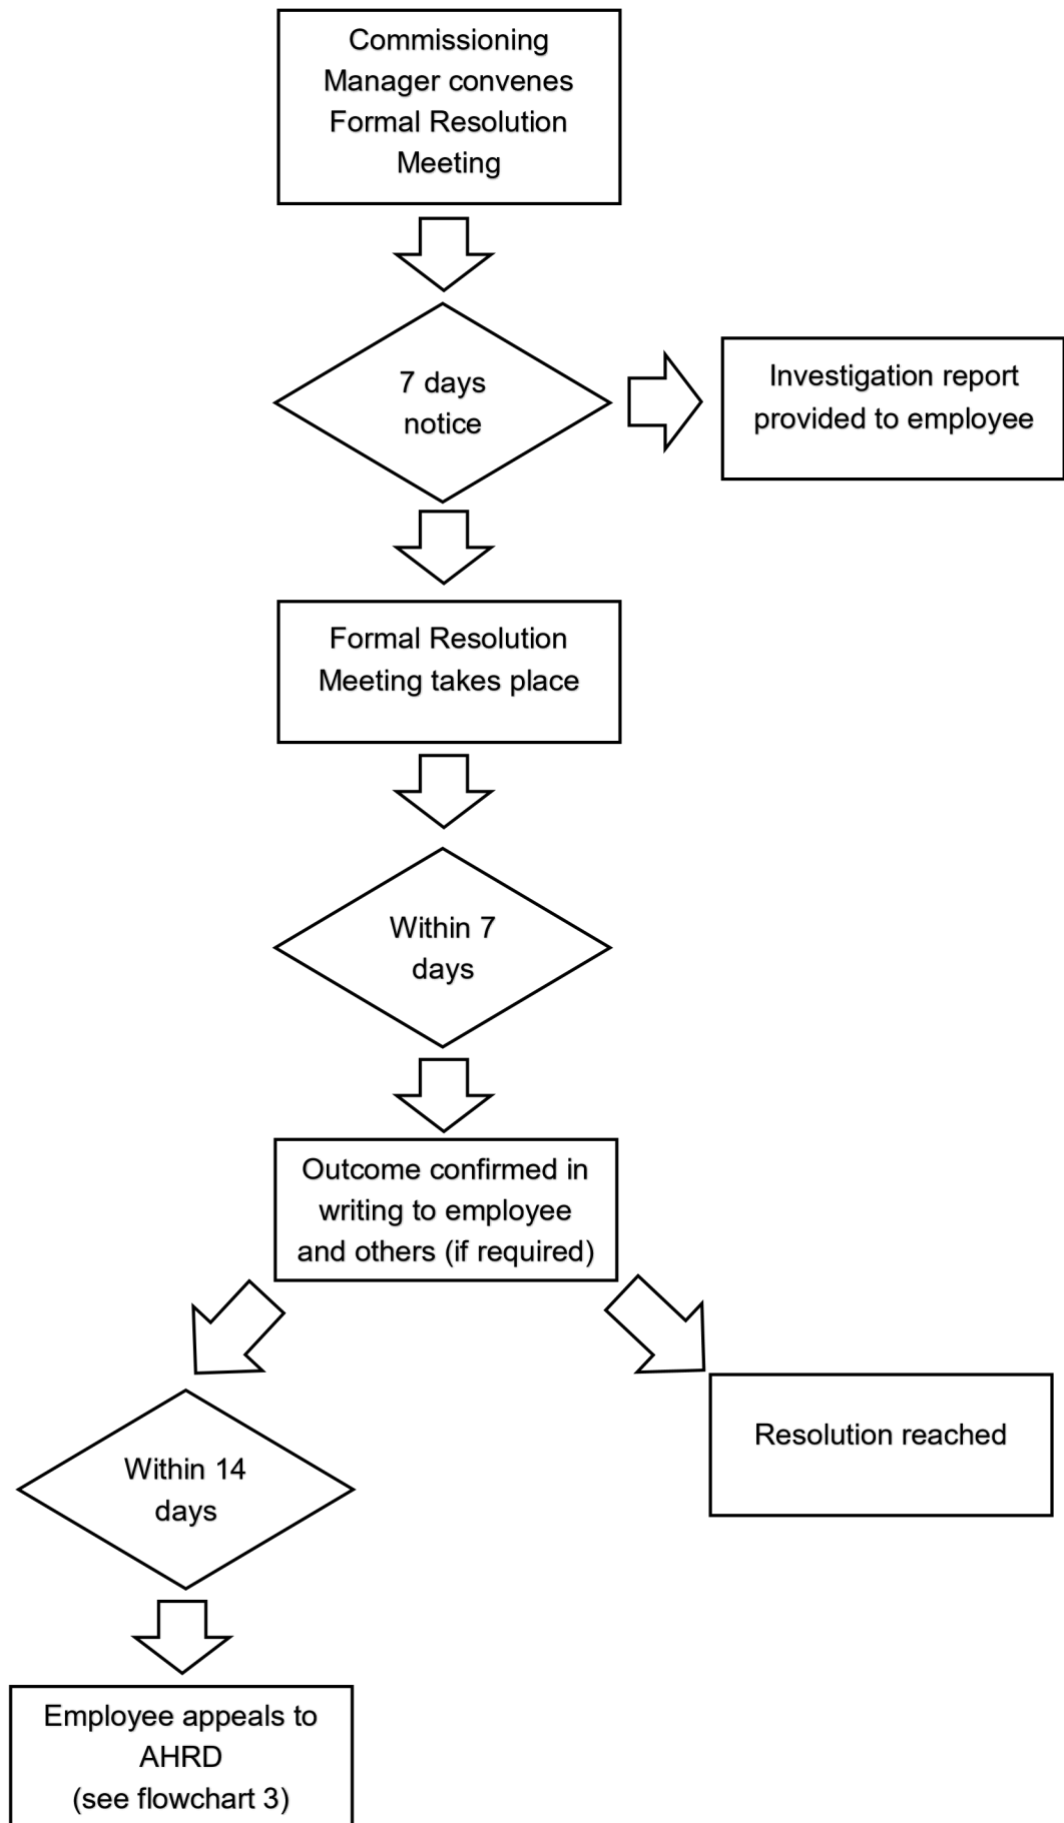 Commissioning
Manager convenes
Formal Resolution
Meeting
7 days
notice
Investigation report
provided to employee
Formal Resolution
Meeting takes place
Within 7
days
Outcome confirmed in
writing to employee
and others (if required)
Within 14
days
Resolution reached
Employee appeals to
AHRD
(see flowchart 3)